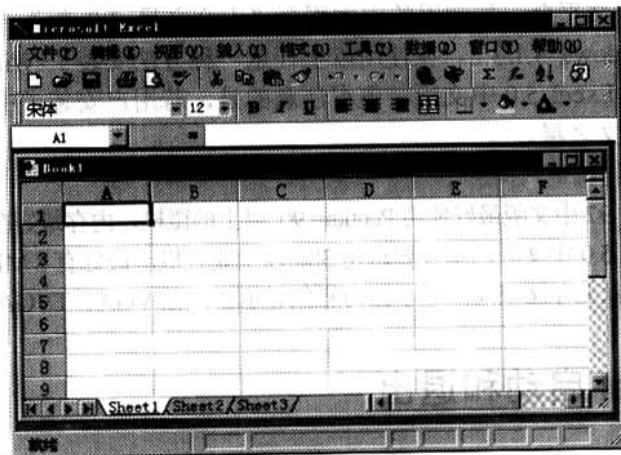 Microsoft Excel
文件(F) 编辑(E) 视图(V) 插入(I) 格式(O) 工具(T) 数据(D) 窗口(W) 帮助(H)
宋体 12 B I U
A1 =
Book1
A B C D E F
1
2
3
4
5
6
7
8
9
Sheet1 Sheet2 Sheet3
就绪